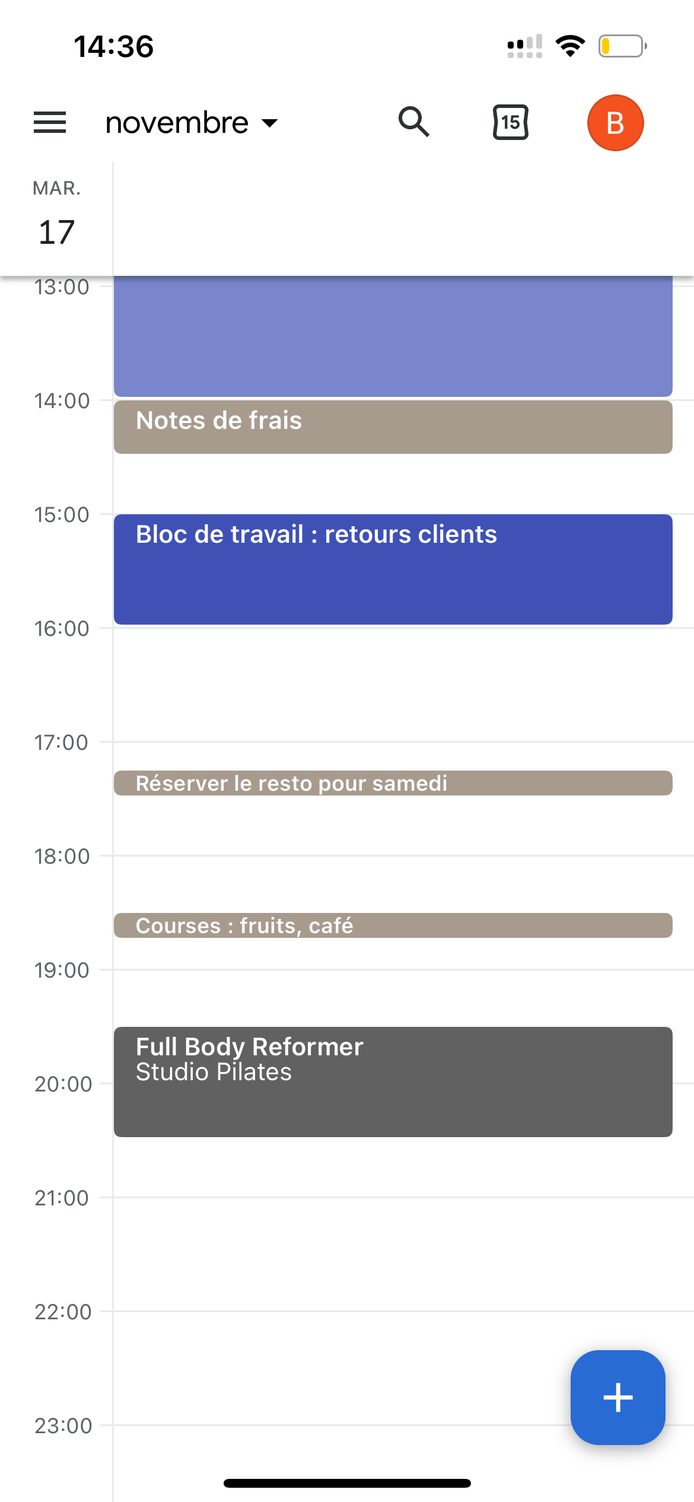 14:36
novembre
15
B
MAR.
17
13:00
14:00
Notes de frais
15:00
Bloc de travail : retours clients
16:00
17:00
Réserver le resto pour samedi
18:00
Courses : fruits, café
19:00
Full Body Reformer
Studio Pilates
20:00
21:00
22:00
23:00